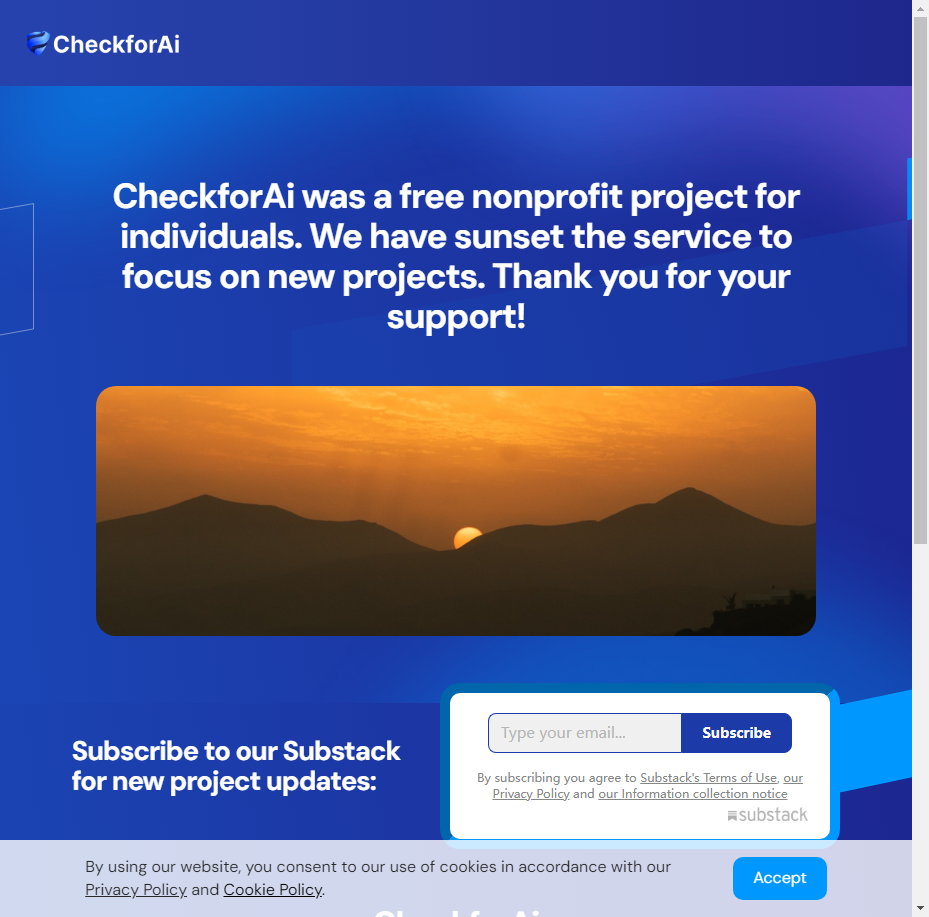 CheckforAi
CheckforAi was a free nonprofit project for
individuals. We have sunset the service to
focus on new projects. Thank you for your
support!
Subscribe to our Substack
for new project updates:
Type your email...
Subscribe
By subscribing you agree to Substack's Terms of Use, our
Privacy Policy and our Information collection notice
substack
By using our website, you consent to our use of cookies in accordance with our
Privacy Policy and Cookie Policy.
Accept
CheckforAi